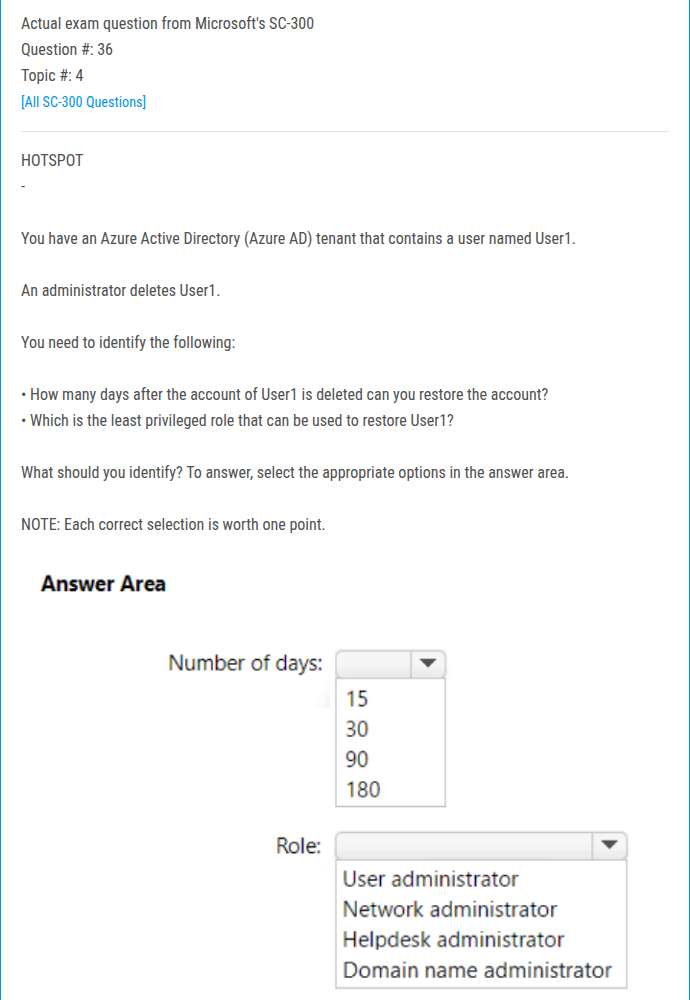 Actual exam question from Microsoft's SC-300
Question #: 36
Topic #: 4
[All SC-300 Questions]
HOTSPOT
-
You have an Azure Active Directory (Azure AD) tenant that contains a user named User1.
An administrator deletes User1.
You need to identify the following:
• How many days after the account of User1 is deleted can you restore the account?
• Which is the least privileged role that can be used to restore User1?
What should you identify? To answer, select the appropriate options in the answer area.
NOTE: Each correct selection is worth one point.
Answer Area
Number of days:
15
30
90
180
Role:
User administrator
Network administrator
Helpdesk administrator
Domain name administrator